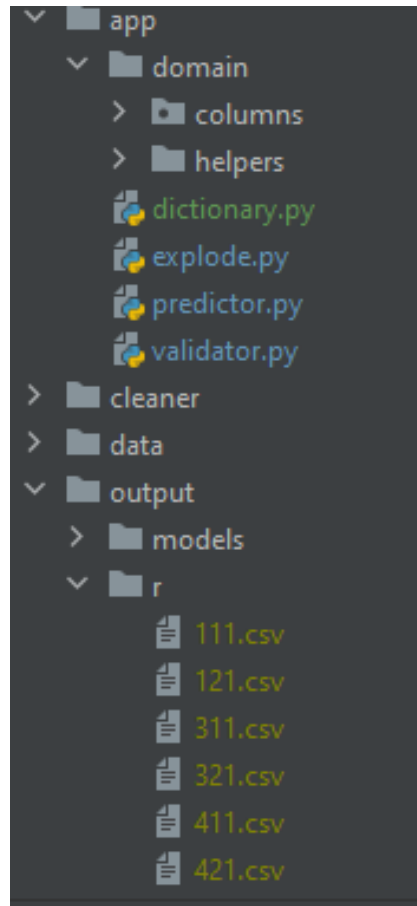 app
domain
columns
helpers
dictionary.py
explode.py
predictor.py
validator.py
cleaner
data
output
models
r
111.csv
121.csv
311.csv
321.csv
411.csv
421.csv